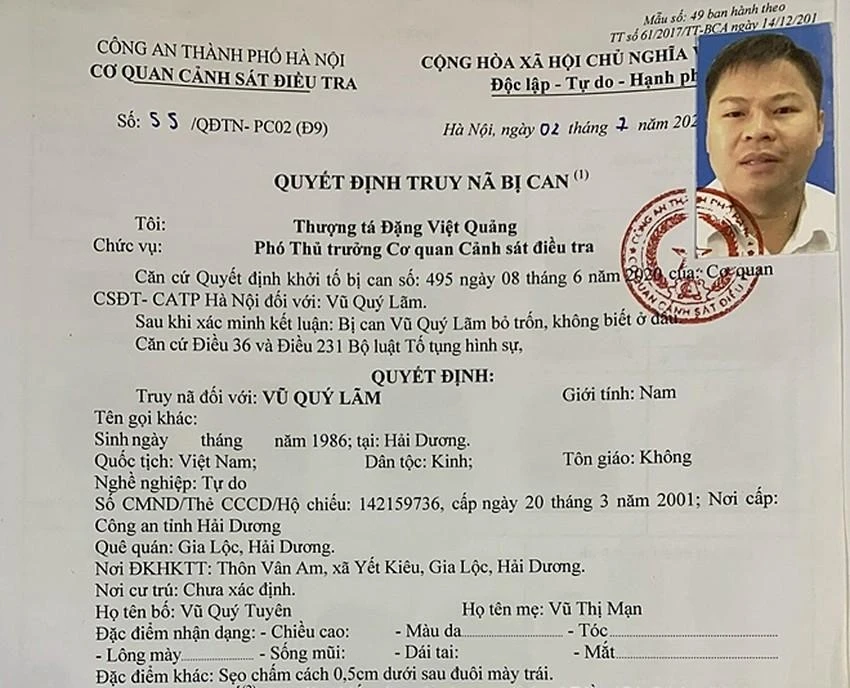 Mẫu số: 49 ban hành theo
TT số 61/2017/TT-BCA ngày 14/12/201
CÔNG AN THÀNH PHỐ HÀ NỘI
CƠ QUAN CẢNH SÁT ĐIỀU TRA
CỘNG HÒA XÃ HỘI CHỦ NGHĨA V
Độc lập - Tự do - Hạnh ph
Số: 55 /QĐTN- PC02 (Đ9)
Hà Nội, ngày 02 tháng 7 năm 202
QUYẾT ĐỊNH TRUY NÃ BỊ CAN (1)
Tôi: Thượng tá Đặng Việt Quảng
Chức vụ: Phó Thủ trưởng Cơ quan Cảnh sát điều tra
Căn cứ Quyết định khởi tố bị can số: 495 ngày 08 tháng 6 năm 2020 của: Cơ quan
CSĐT- CATP Hà Nội đối với: Vũ Quý Lãm.
Sau khi xác minh kết luận: Bị can Vũ Quý Lãm bỏ trốn, không biết ở đâu.
Căn cứ Điều 36 và Điều 231 Bộ luật Tố tụng hình sự,
QUYẾT ĐỊNH:
Truy nã đối với: VŨ QUÝ LÃM Giới tính: Nam
Tên gọi khác:
Sinh ngày tháng năm 1986; tại: Hải Dương.
Quốc tịch: Việt Nam; Dân tộc: Kinh; Tôn giáo: Không
Nghề nghiệp: Tự do
Số CMND/Thẻ CCCD/Hộ chiếu: 142159736, cấp ngày 20 tháng 3 năm 2001; Nơi cấp:
Công an tỉnh Hải Dương
Quê quán: Gia Lộc, Hải Dương.
Nơi ĐKHKTT: Thôn Vân Am, xã Yết Kiêu, Gia Lộc, Hải Dương.
Nơi cư trú: Chưa xác định.
Họ tên bố: Vũ Quý Tuyên Họ tên mẹ: Vũ Thị Mạn
Đặc điểm nhận dạng: - Chiều cao: - Màu da - Tóc
- Lông mày - Sống mũi: - Dái tai: - Mắt
Đặc điểm khác: Sẹo chấm cách 0,5cm dưới sau đuôi mày trái.